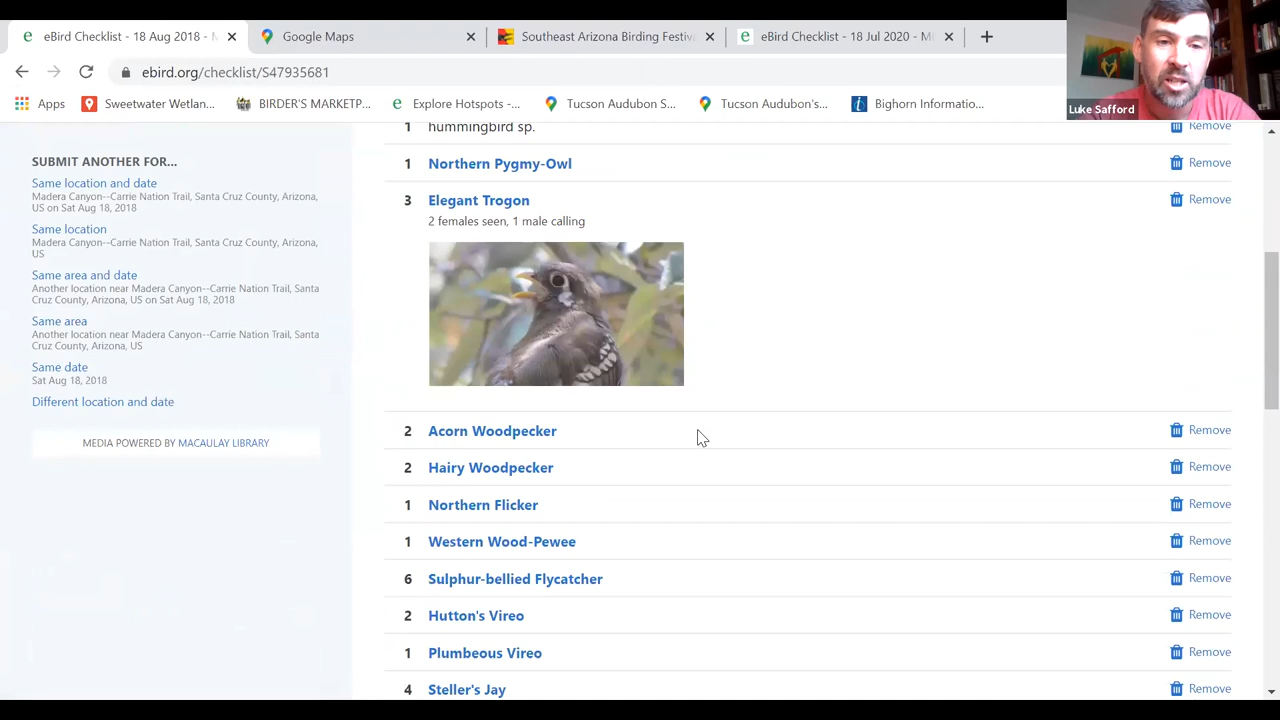 eBird Checklist - 18 Aug 2018 - M
Google Maps
Southeast Arizona Birding Festiva
eBird Checklist - 18 Jul 2020 - Mi
ebird.org/checklist/S47935681
Luke Safford
Apps
Sweetwater Wetlan...
BIRDER'S MARKETP...
Explore Hotspots -...
Tucson Audubon S...
Tucson Audubon's...
Bighorn Informatio...
1 hummingbird sp. Remove
SUBMIT ANOTHER FOR...
Same location and date
Madera Canyon--Carrie Nation Trail, Santa Cruz County, Arizona,
US on Sat Aug 18, 2018
Same location
Madera Canyon--Carrie Nation Trail, Santa Cruz County, Arizona,
US
Same area and date
Another location near Madera Canyon--Carrie Nation Trail, Santa
Cruz County, Arizona, US on Sat Aug 18, 2018
Same area
Another location near Madera Canyon--Carrie Nation Trail, Santa
Cruz County, Arizona, US
Same date
Sat Aug 18, 2018
Different location and date
MEDIA POWERED BY MACAULAY LIBRARY
1 Northern Pygmy-Owl Remove
3 Elegant Trogon Remove
2 females seen, 1 male calling
2 Acorn Woodpecker Remove
2 Hairy Woodpecker Remove
1 Northern Flicker Remove
1 Western Wood-Pewee Remove
6 Sulphur-bellied Flycatcher Remove
2 Hutton's Vireo Remove
1 Plumbeous Vireo Remove
4 Steller's Jay Remove